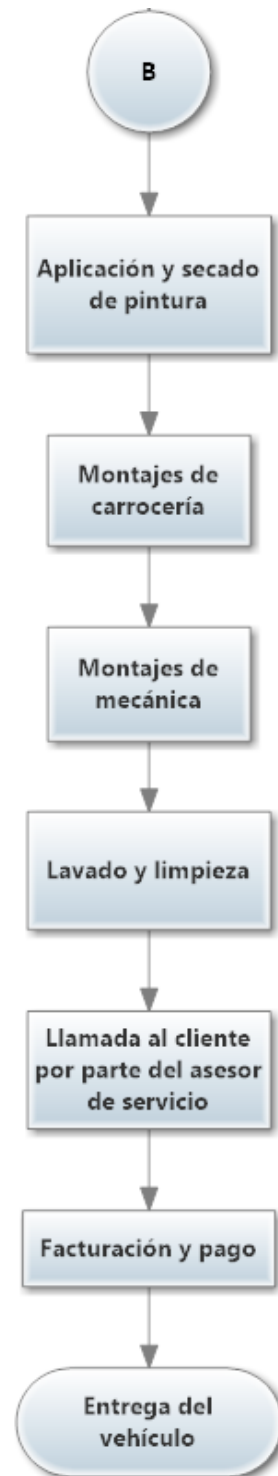 B
Aplicación y secado
de pintura
Montajes de
carrocería
Montajes de
mecánica
Lavado y limpieza
Llamada al cliente
por parte del asesor
de servicio
Facturación y pago
Entrega del
vehículo